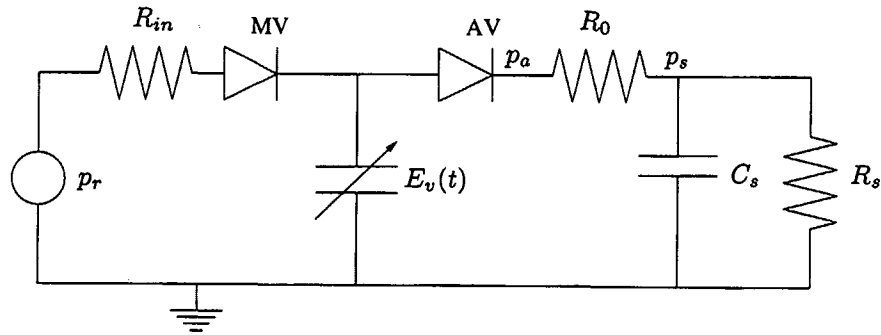 R_in
MV
AV
p_a
R_0
p_s
p_r
E_v(t)
C_s
R_s